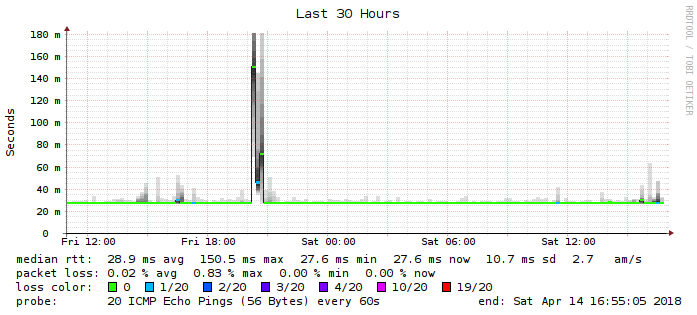 Last 30 Hours
RRDTOOL / TOBI OETIKER
Seconds
180 m
160 m
140 m
120 m
100 m
80 m
60 m
40 m
20 m
0
Fri 12:00 Fri 18:00 Sat 00:00 Sat 06:00 Sat 12:00
median rtt: 28.9 ms avg 150.5 ms max 27.6 ms min 27.6 ms now 10.7 ms sd 2.7 am/s
packet loss: 0.02 % avg 0.83 % max 0.00 % min 0.00 % now
loss color: 0 1/20 2/20 3/20 4/20 10/20 19/20
probe: 20 ICMP Echo Pings (56 Bytes) every 60s end: Sat Apr 14 16:55:05 2018